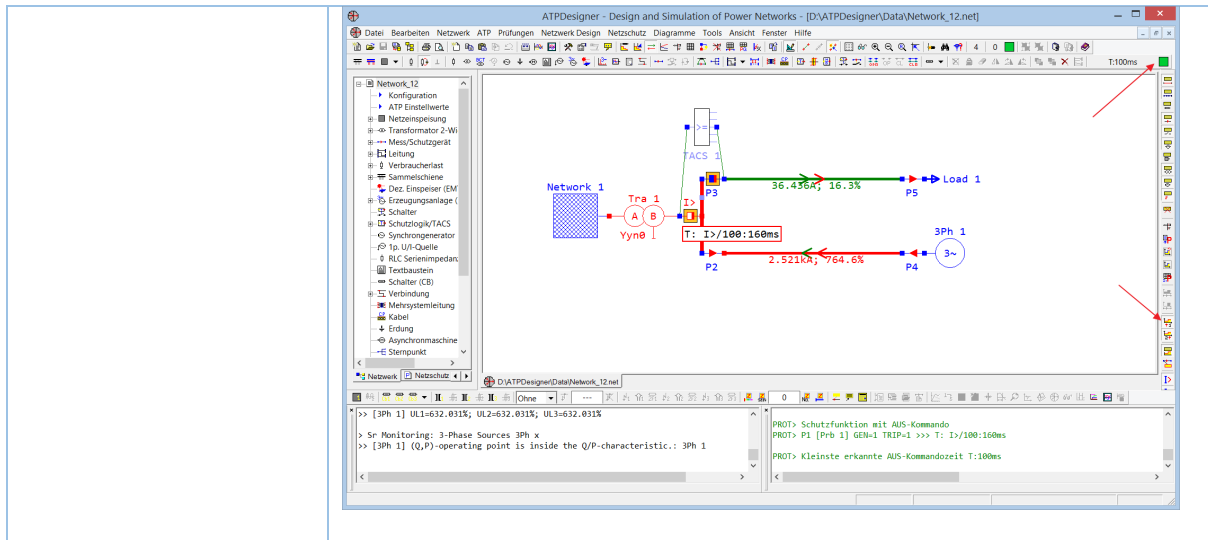 ATPDesigner - Design and Simulation of Power Networks - [D:\ATPDesigner\Data\Network_12.net]
Datei Bearbeiten Netzwerk ATP Prüfungen Netzwerk Design Netzschutz Diagramme Tools Ansicht Fenster Hilfe
4 0
T:100ms
Network_12
Konfiguration
ATP Einstellwerte
Netzeinspeisung
Transformator 2-Wi
Mess/Schutzgerät
Leitung
Verbraucherlast
Sammelschiene
Dez. Einspeiser (EMT
Erzeugungsanlage (
Schalter
Schutzlogik/TACS
Synchrongenerator
1p. U/I-Quelle
RLC Serienimpedanz
Textbaustein
Schalter (CB)
Verbindung
Mehrsystemleitung
Kabel
Erdung
Asynchronmaschine
Sternpunkt
Netzwerk Netzschutz
>=
TACS 1
Network 1
Tra 1
A B
Yyn0
I>
P3
36.436A; 16.3%
P5
Load 1
T: I>/100:160ms
3Ph 1
3~
P2
2.521kA; 764.6%
P4
D:\ATPDesigner\Data\Network_12.net
Ohne
0
>> [3Ph 1] UL1=632.031%; UL2=632.031%; UL3=632.031%
> Sr Monitoring: 3-Phase Sources 3Ph x
>> [3Ph 1] (Q,P)-operating point is inside the Q/P-characteristic.: 3Ph 1
PROT> Schutzfunktion mit AUS-Kommando
PROT> P1 [Prb 1] GEN=1 TRIP=1 >>> T: I>/100:160ms
PROT> Kleinste erkannte AUS-Kommandozeit T:100ms